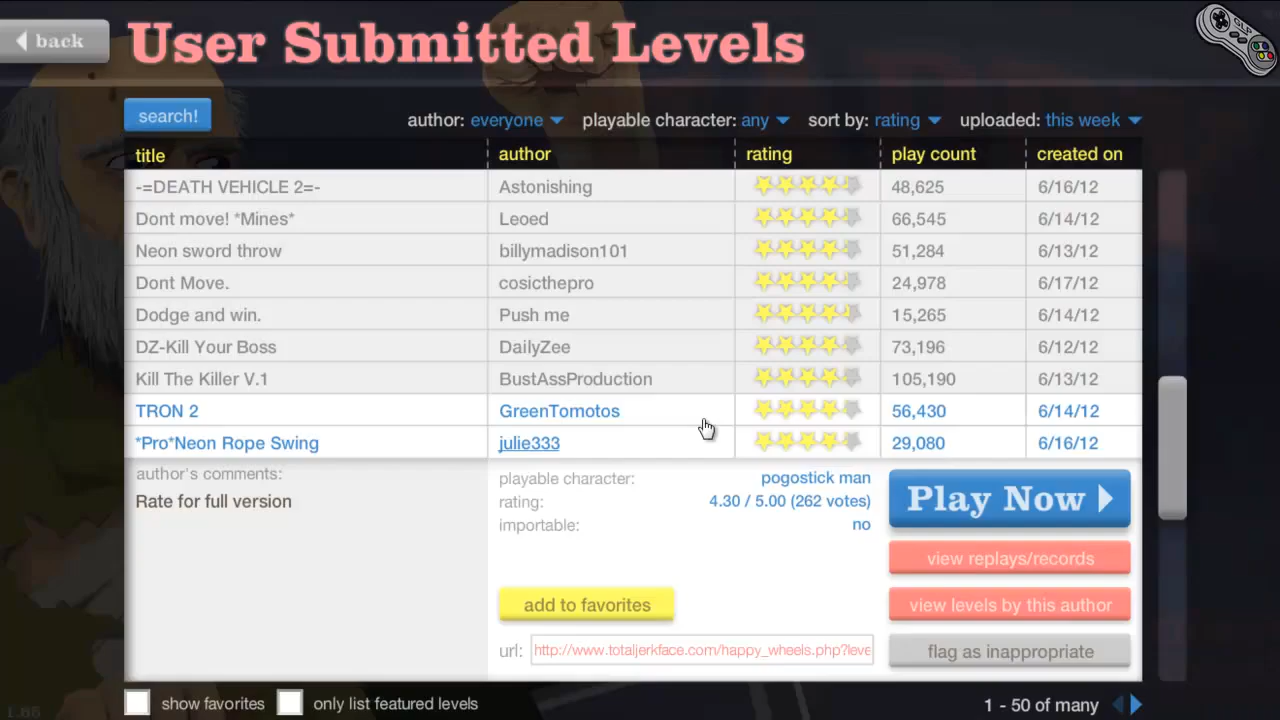 back
User Submitted Levels
search!
author: everyone playable character: any sort by: rating uploaded: this week
title author rating play count created on
-=DEATH VEHICLE 2=- Astonishing 48,625 6/16/12
Dont move! *Mines* Leoed 66,545 6/14/12
Neon sword throw billymadison101 51,284 6/13/12
Dont Move. cosicthepro 24,978 6/17/12
Dodge and win. Push me 15,265 6/14/12
DZ-Kill Your Boss DailyZee 73,196 6/12/12
Kill The Killer V.1 BustAssProduction 105,190 6/13/12
TRON 2 GreenTomotos 56,430 6/14/12
*Pro*Neon Rope Swing julie333 29,080 6/16/12
author's comments:
Rate for full version
playable character: pogostick man
rating: 4.30 / 5.00 (262 votes)
importable: no
add to favorites
url: http://www.totaljerkface.com/happy_wheels.php?leve
Play Now
view replays/records
view levels by this author
flag as inappropriate
show favorites only list featured levels 1 - 50 of many
1.65